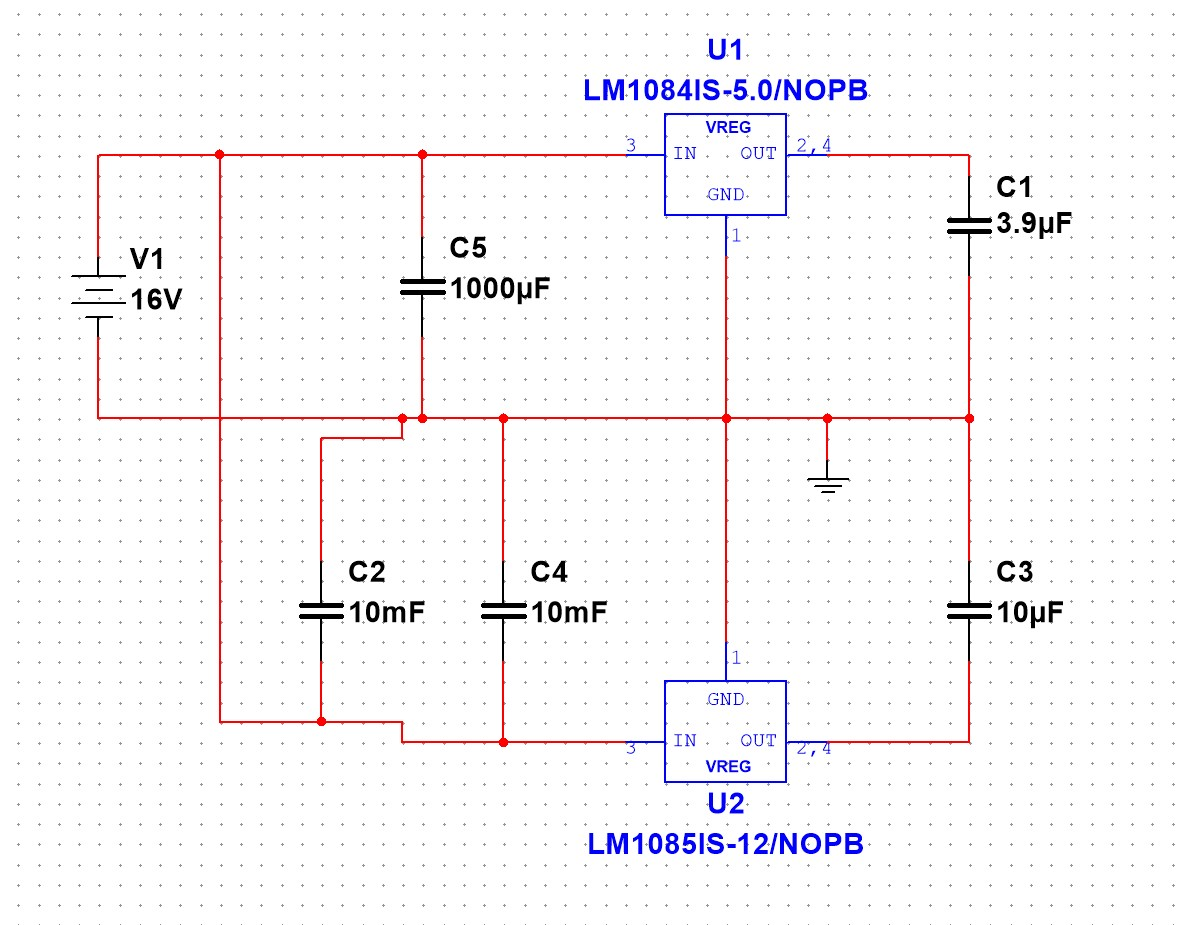 U1
LM1084IS-5.0/NOPB
VREG
3
IN
OUT
2,4
GND
1
C1
3.9µF
V1
16V
C5
1000µF
C2
10mF
C4
10mF
C3
10µF
1
GND
3
IN
OUT
2,4
VREG
U2
LM1085IS-12/NOPB